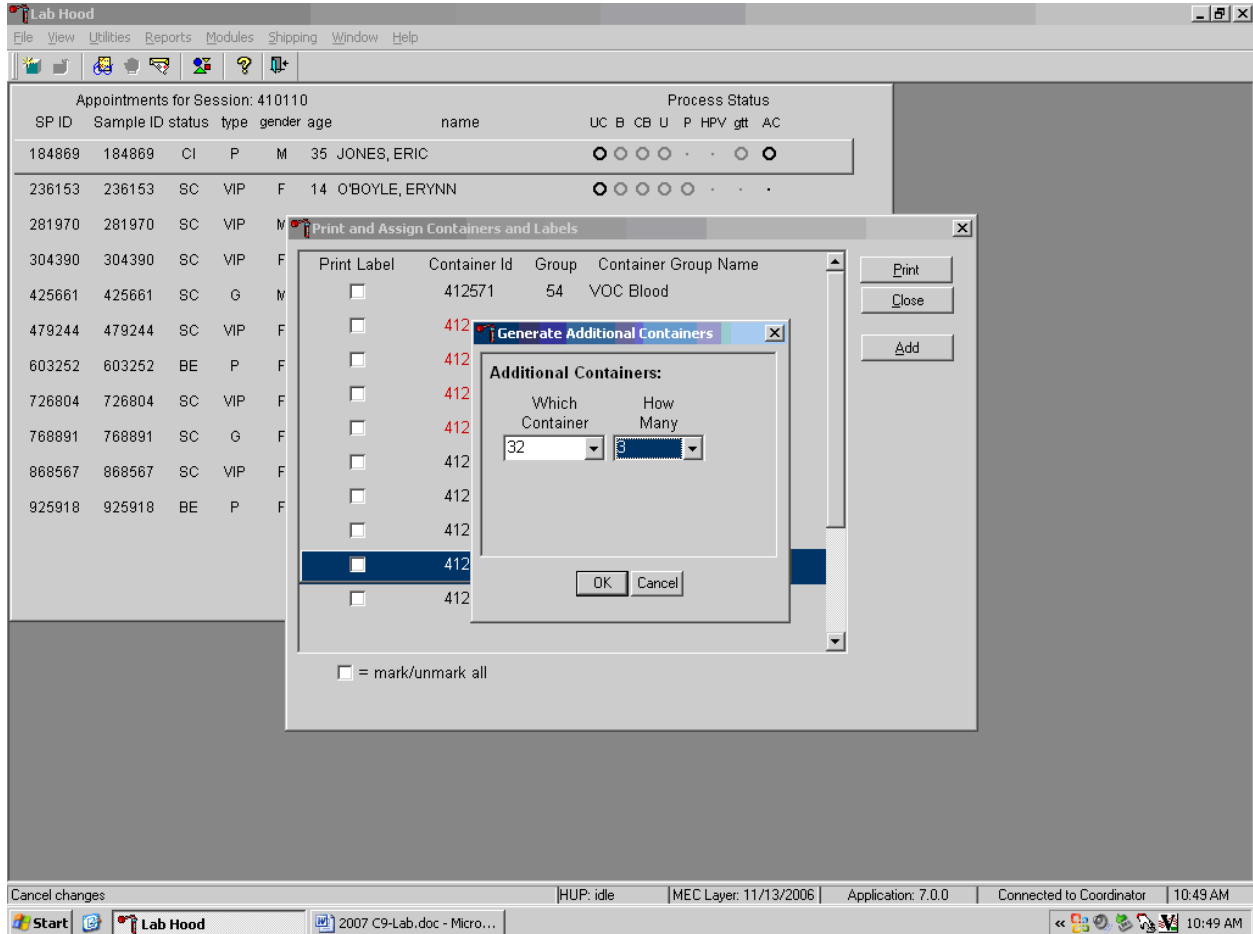 Lab Hood
File View Utilities Reports Modules Shipping Window Help
Appointments for Session: 410110 Process Status
SP ID Sample ID status type gender age name UC B CB U P HPV gtt AC
184869 184869 CI P M 35 JONES, ERIC
236153 236153 SC VIP F 14 O'BOYLE, ERYNN
281970 281970 SC VIP M
304390 304390 SC VIP F
425661 425661 SC G M
479244 479244 SC VIP F
603252 603252 BE P F
726804 726804 SC VIP F
768891 768891 SC G F
868567 868567 SC VIP F
925918 925918 BE P F
Print and Assign Containers and Labels
Print Label Container Id Group Container Group Name
412571 54 VOC Blood
412
412
412
412
412
412
412
412
412
= mark/unmark all
Print
Close
Add
Generate Additional Containers
Additional Containers:
Which How
Container Many
32 3
OK Cancel
Cancel changes HUP: idle MEC Layer: 11/13/2006 Application: 7.0.0 Connected to Coordinator 10:49 AM
Start Lab Hood 2007 C9-Lab.doc - Micro... « 10:49 AM